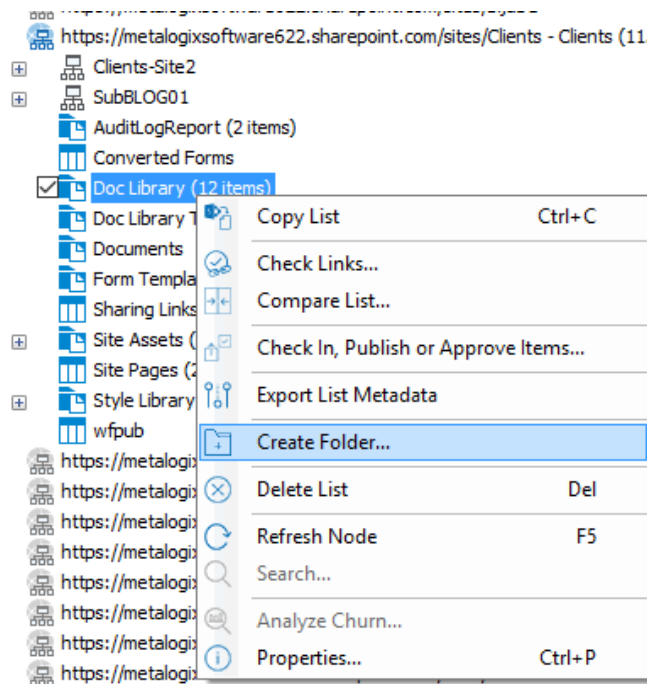 https://metalogixsoftware622.sharepoint.com/sites/Clients - Clients (11
Clients-Site2
SubBLOG01
AuditLogReport (2 items)
Converted Forms
Doc Library (12 items)
Doc Library T
Documents
Form Templa
Sharing Links
Site Assets (
Site Pages (2
Style Library
wfpub
https://metalogix
https://metalogix
https://metalogix
https://metalogix
https://metalogix
https://metalogix
https://metalogix
https://metalogix
Copy List Ctrl+C
Check Links...
Compare List...
Check In, Publish or Approve Items...
Export List Metadata
Create Folder...
Delete List Del
Refresh Node F5
Search...
Analyze Churn...
Properties... Ctrl+P